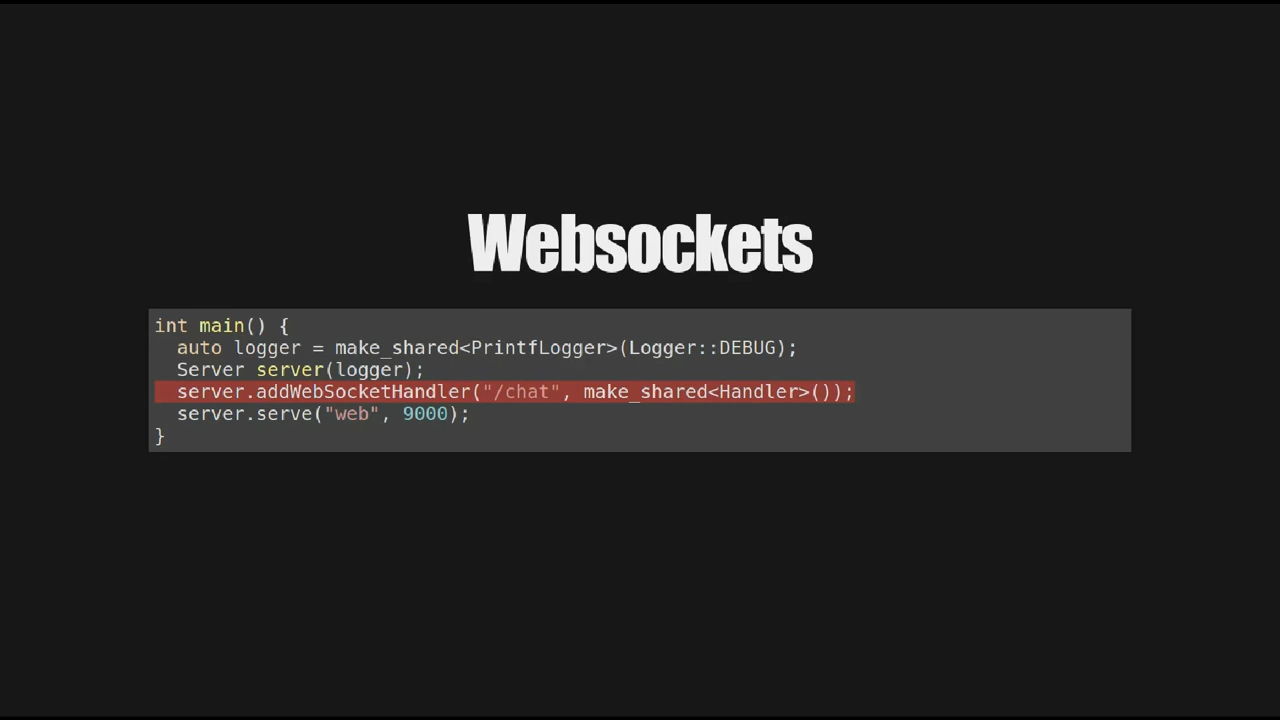 Websockets
int main() {
  auto logger = make_shared<PrintfLogger>(Logger::DEBUG);
  Server server(logger);
  server.addWebSocketHandler("/chat", make_shared<Handler>());
  server.serve("web", 9000);
}